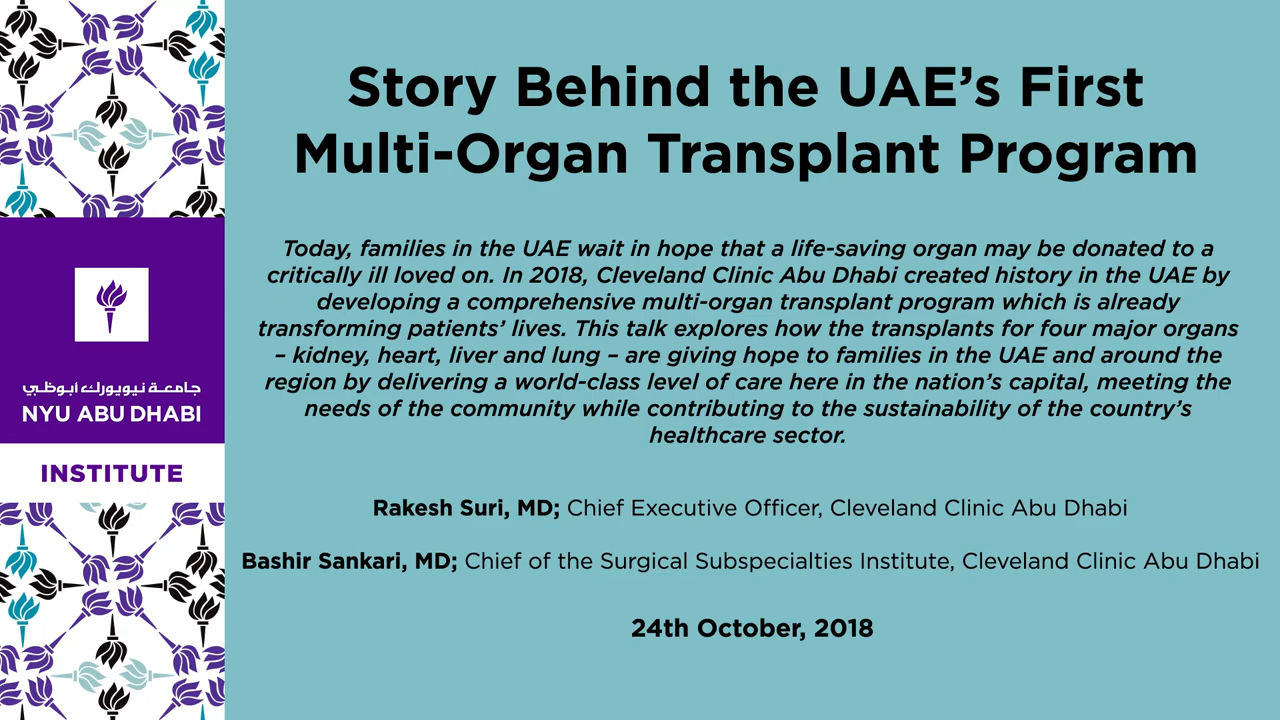 Story Behind the UAE’s First
Multi-Organ Transplant Program
Today, families in the UAE wait in hope that a life-saving organ may be donated to a
critically ill loved on. In 2018, Cleveland Clinic Abu Dhabi created history in the UAE by
developing a comprehensive multi-organ transplant program which is already
transforming patients’ lives. This talk explores how the transplants for four major organs
– kidney, heart, liver and lung – are giving hope to families in the UAE and around the
region by delivering a world-class level of care here in the nation’s capital, meeting the
needs of the community while contributing to the sustainability of the country’s
healthcare sector.
Rakesh Suri, MD; Chief Executive Officer, Cleveland Clinic Abu Dhabi
Bashir Sankari, MD; Chief of the Surgical Subspecialties Institute, Cleveland Clinic Abu Dhabi
24th October, 2018
جامعة نيويورك أبوظبي
NYU ABU DHABI
INSTITUTE